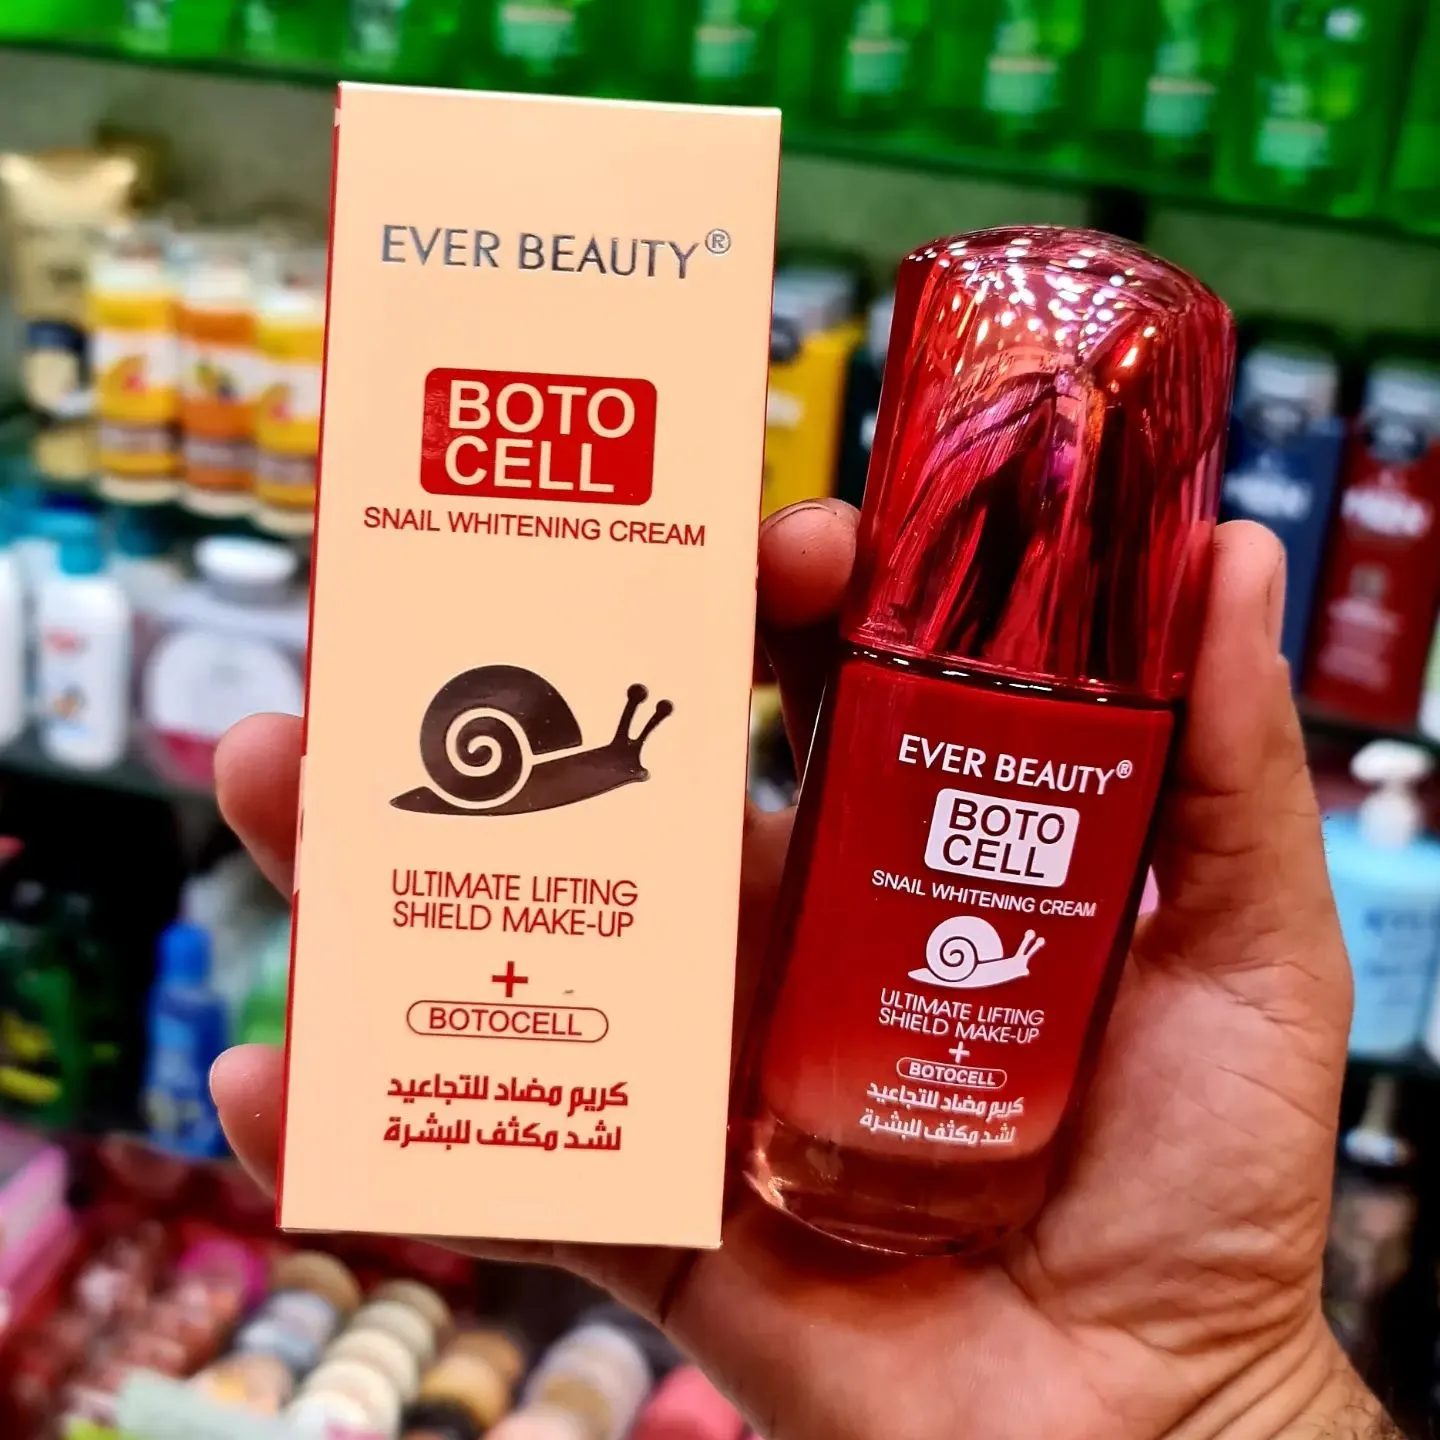 EVER BEAUTY®
BOTO
CELL
SNAIL WHITENING CREAM
ULTIMATE LIFTING
SHIELD MAKE-UP
+
BOTOCELL
كريم مضاد للتجاعيد
لشد مكثف للبشرة
EVER BEAUTY®
BOTO
CELL
SNAIL WHITENING CREAM
ULTIMATE LIFTING
SHIELD MAKE-UP
+
BOTOCELL
كريم مضاد للتجاعيد
لشد مكثف للبشرة